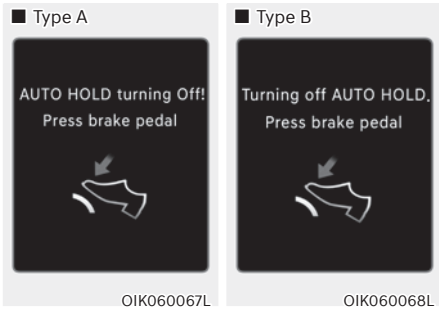 ■ Type A
AUTO HOLD turning Off!
Press brake pedal
OIK060067L
■ Type B
Turning off AUTO HOLD.
Press brake pedal
OIK060068L